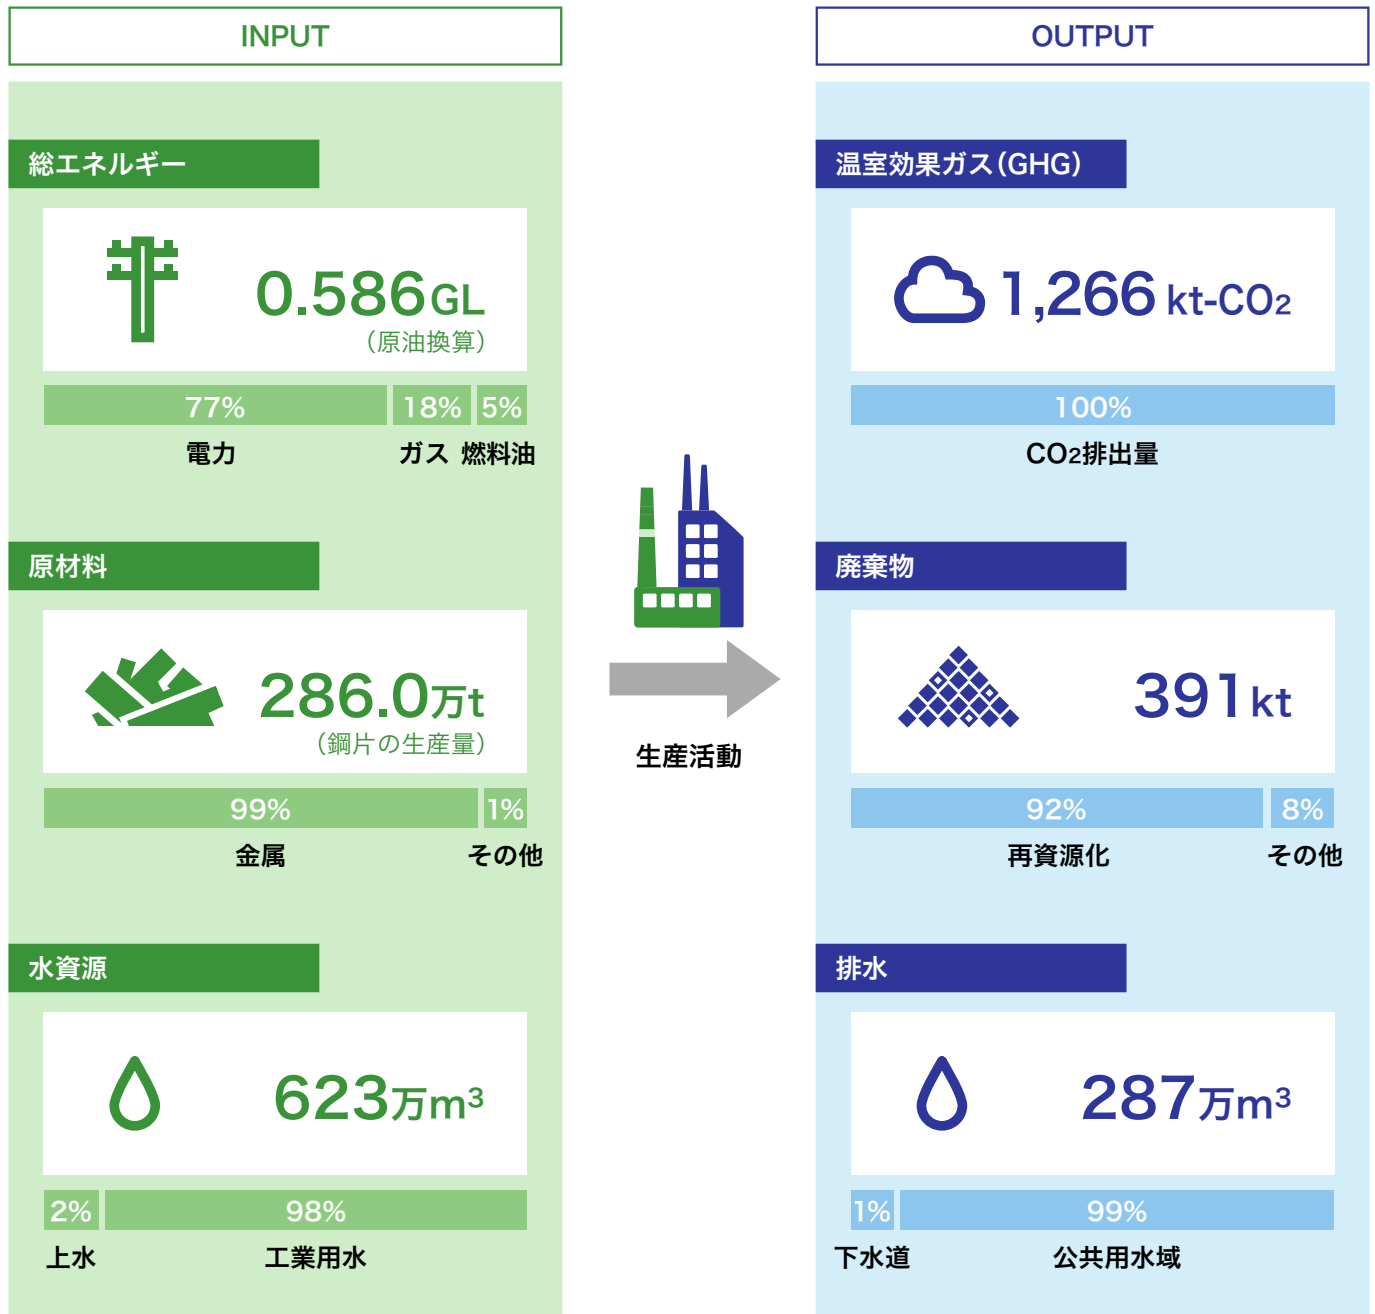 INPUT
総エネルギー
0.586GL
（原油換算）
77% 18% 5%
電力 ガス 燃料油
原材料
286.0万t
（鋼片の生産量）
99% 1%
金属 その他
水資源
623万m³
2% 98%
上水 工業用水
生産活動
OUTPUT
温室効果ガス（GHG）
1,266 kt-CO₂
100%
CO₂排出量
廃棄物
391kt
92% 8%
再資源化 その他
排水
287万m³
1% 99%
下水道 公共用水域